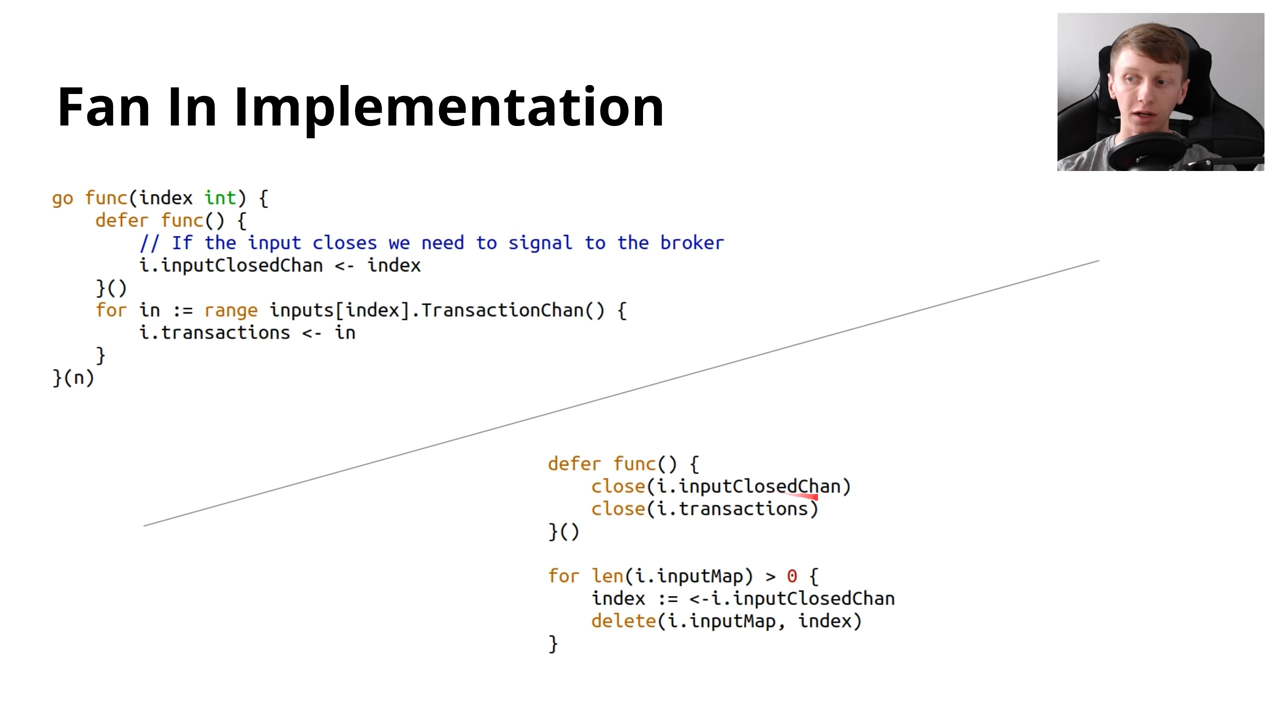 Fan In Implementation
go func(index int) {
    defer func() {
        // If the input closes we need to signal to the broker
        i.inputClosedChan <- index
    }()
    for in := range inputs[index].TransactionChan() {
        i.transactions <- in
    }
}(n)
defer func() {
    close(i.inputClosedChan)
    close(i.transactions)
}()
for len(i.inputMap) > 0 {
    index := <-i.inputClosedChan
    delete(i.inputMap, index)
}